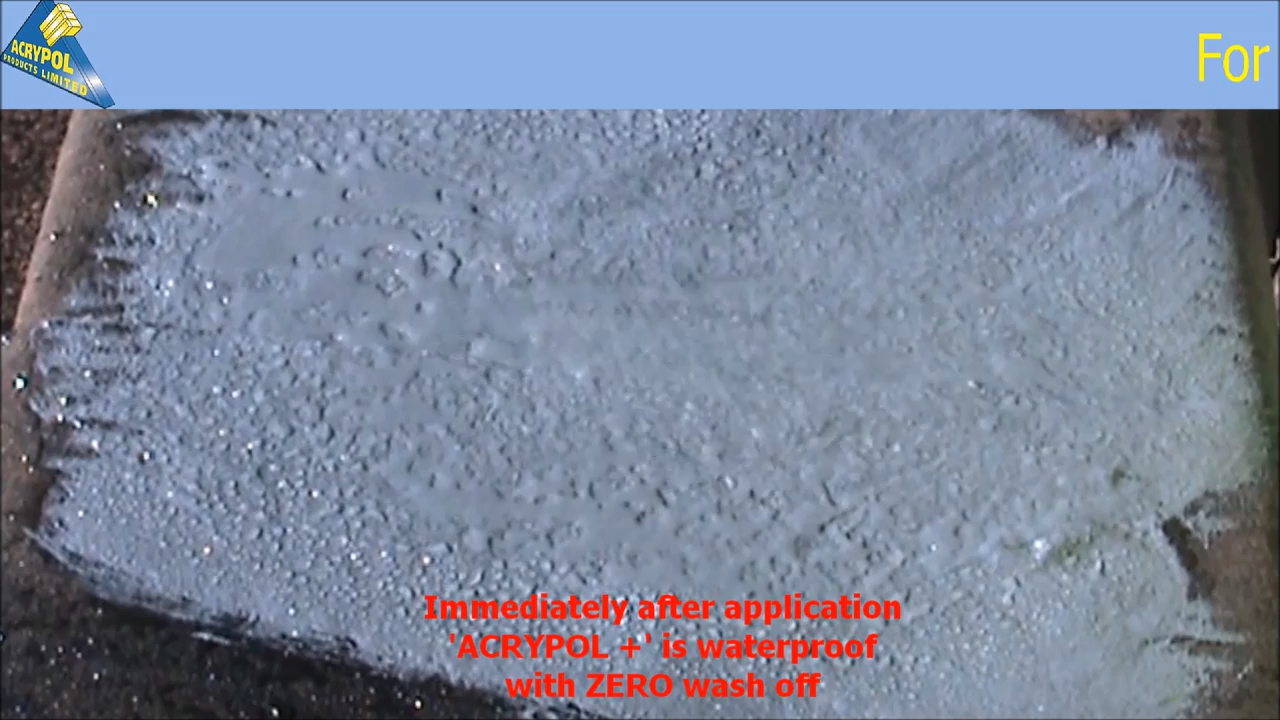 ACRYPOL
PRODUCTS LIMITED
For
Immediately after application
'ACRYPOL +' is waterproof
with ZERO wash off